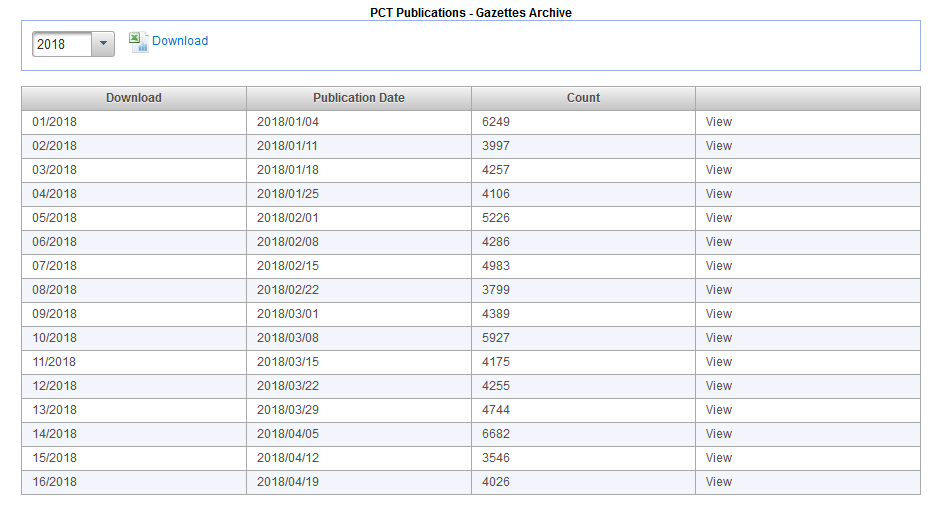 PCT Publications - Gazettes Archive
2018 Download
Download Publication Date Count
01/2018 2018/01/04 6249 View
02/2018 2018/01/11 3997 View
03/2018 2018/01/18 4257 View
04/2018 2018/01/25 4106 View
05/2018 2018/02/01 5226 View
06/2018 2018/02/08 4286 View
07/2018 2018/02/15 4983 View
08/2018 2018/02/22 3799 View
09/2018 2018/03/01 4389 View
10/2018 2018/03/08 5927 View
11/2018 2018/03/15 4175 View
12/2018 2018/03/22 4255 View
13/2018 2018/03/29 4744 View
14/2018 2018/04/05 6682 View
15/2018 2018/04/12 3546 View
16/2018 2018/04/19 4026 View